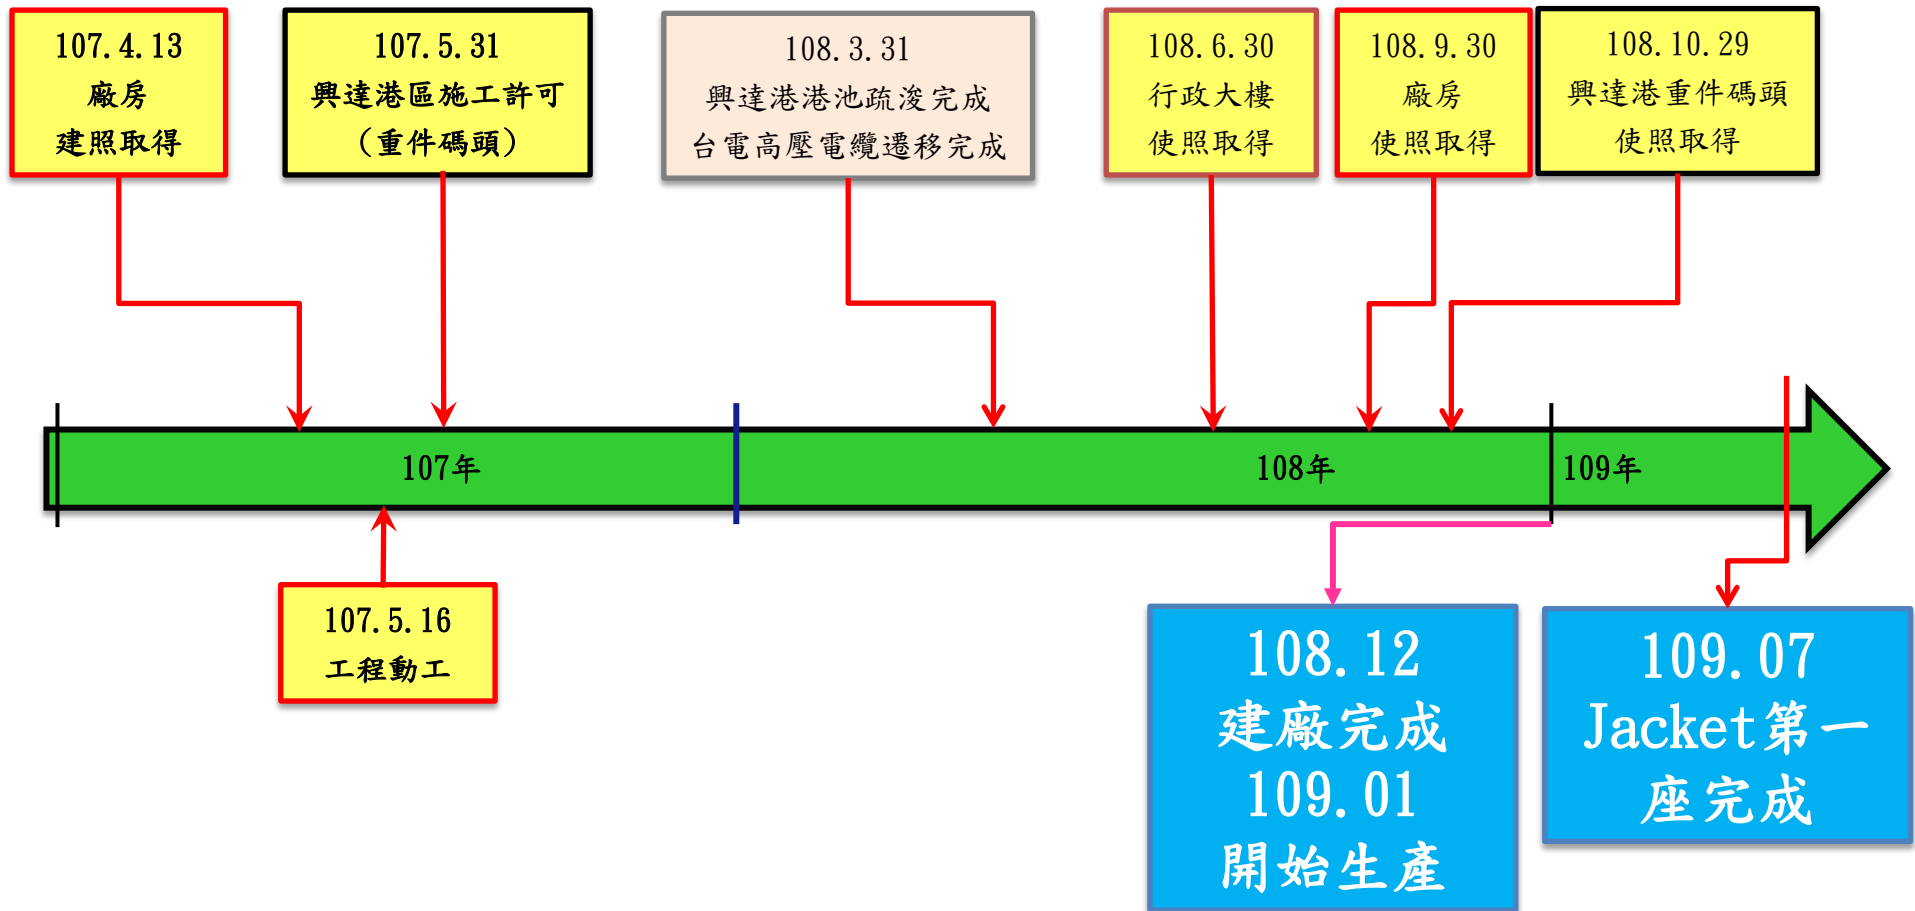 107.4.13
廠房
建照取得
107.5.31
興達港區施工許可
(重件碼頭)
108.3.31
興達港港池疏浚完成
台電高壓電纜遷移完成
108.6.30
行政大樓
使照取得
108.9.30
廠房
使照取得
108.10.29
興達港重件碼頭
使照取得
107年
108年
109年
107.5.16
工程動工
108.12
建廠完成
109.01
開始生產
109.07
Jacket第一
座完成